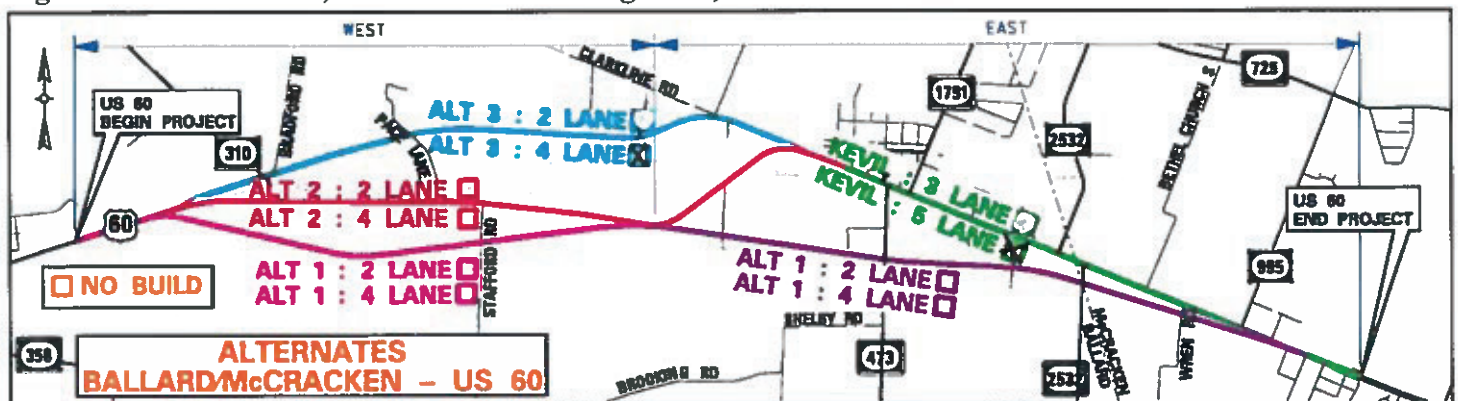 WEST
EAST
CLARKLINE RD
BRADFORD RD
US 60
BEGIN PROJECT
310
PACE LANE
ALT 3 : 2 LANE
ALT 3 : 4 LANE
1791
725
2532
BETHEL CHURCH
KEVIL : 3 LANE
KEVIL : 5 LANE
ALT 2 : 2 LANE
ALT 2 : 4 LANE
60
US 60
END PROJECT
NO BUILD
ALT 1 : 2 LANE
ALT 1 : 4 LANE
STAFFORD RD
ALT 1 : 2 LANE
ALT 1 : 4 LANE
995
SHELBY RD
358
ALTERNATES
BALLARD/McCRACKEN - US 60
BROOKING RD
473
2532
McCRACKEN
BALLARD
WREN